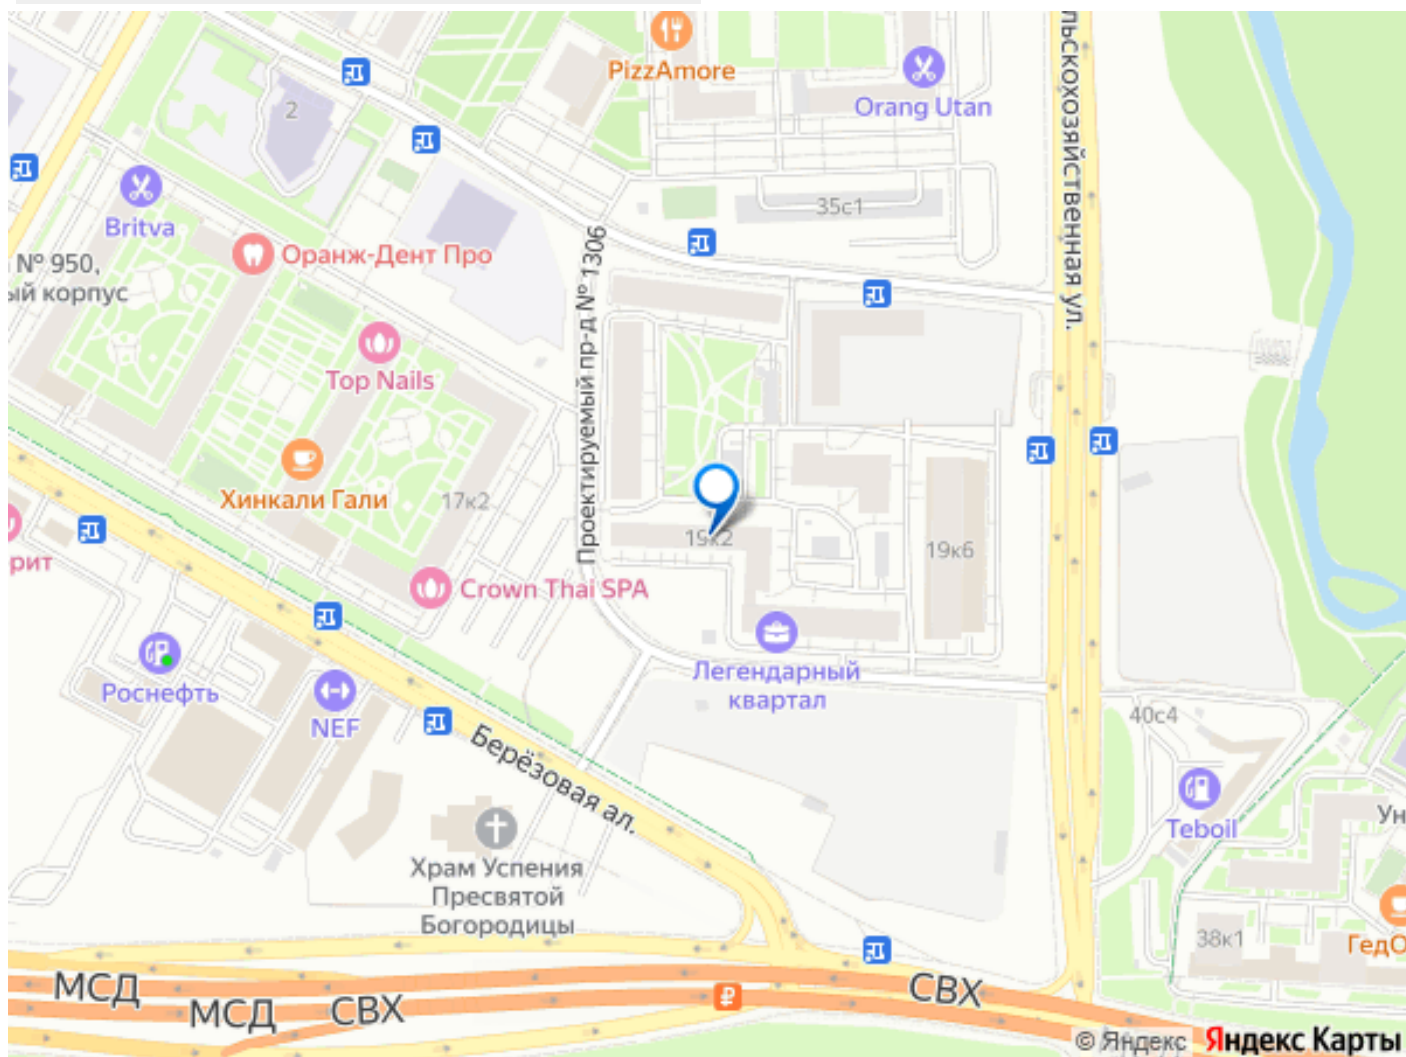 PizzAmore
Orang Utan
льскохозяйственная ул.
2
Britva
Оранж-Дент Про
№ 950,
ый корпус
35с1
Проектируемый пр-д № 1306
Top Nails
Хинкали Гали
17к2
19к2
19к6
рит
Crown Thai SPA
Роснефть
NEF
Легендарный
квартал
40с4
Берёзовая ал.
Teboil
Ун
Храм Успения
Пресвятой
Богородицы
38к1
ГедО
МСД
МСД
СВХ
СВХ
© Яндекс Яндекс Карты